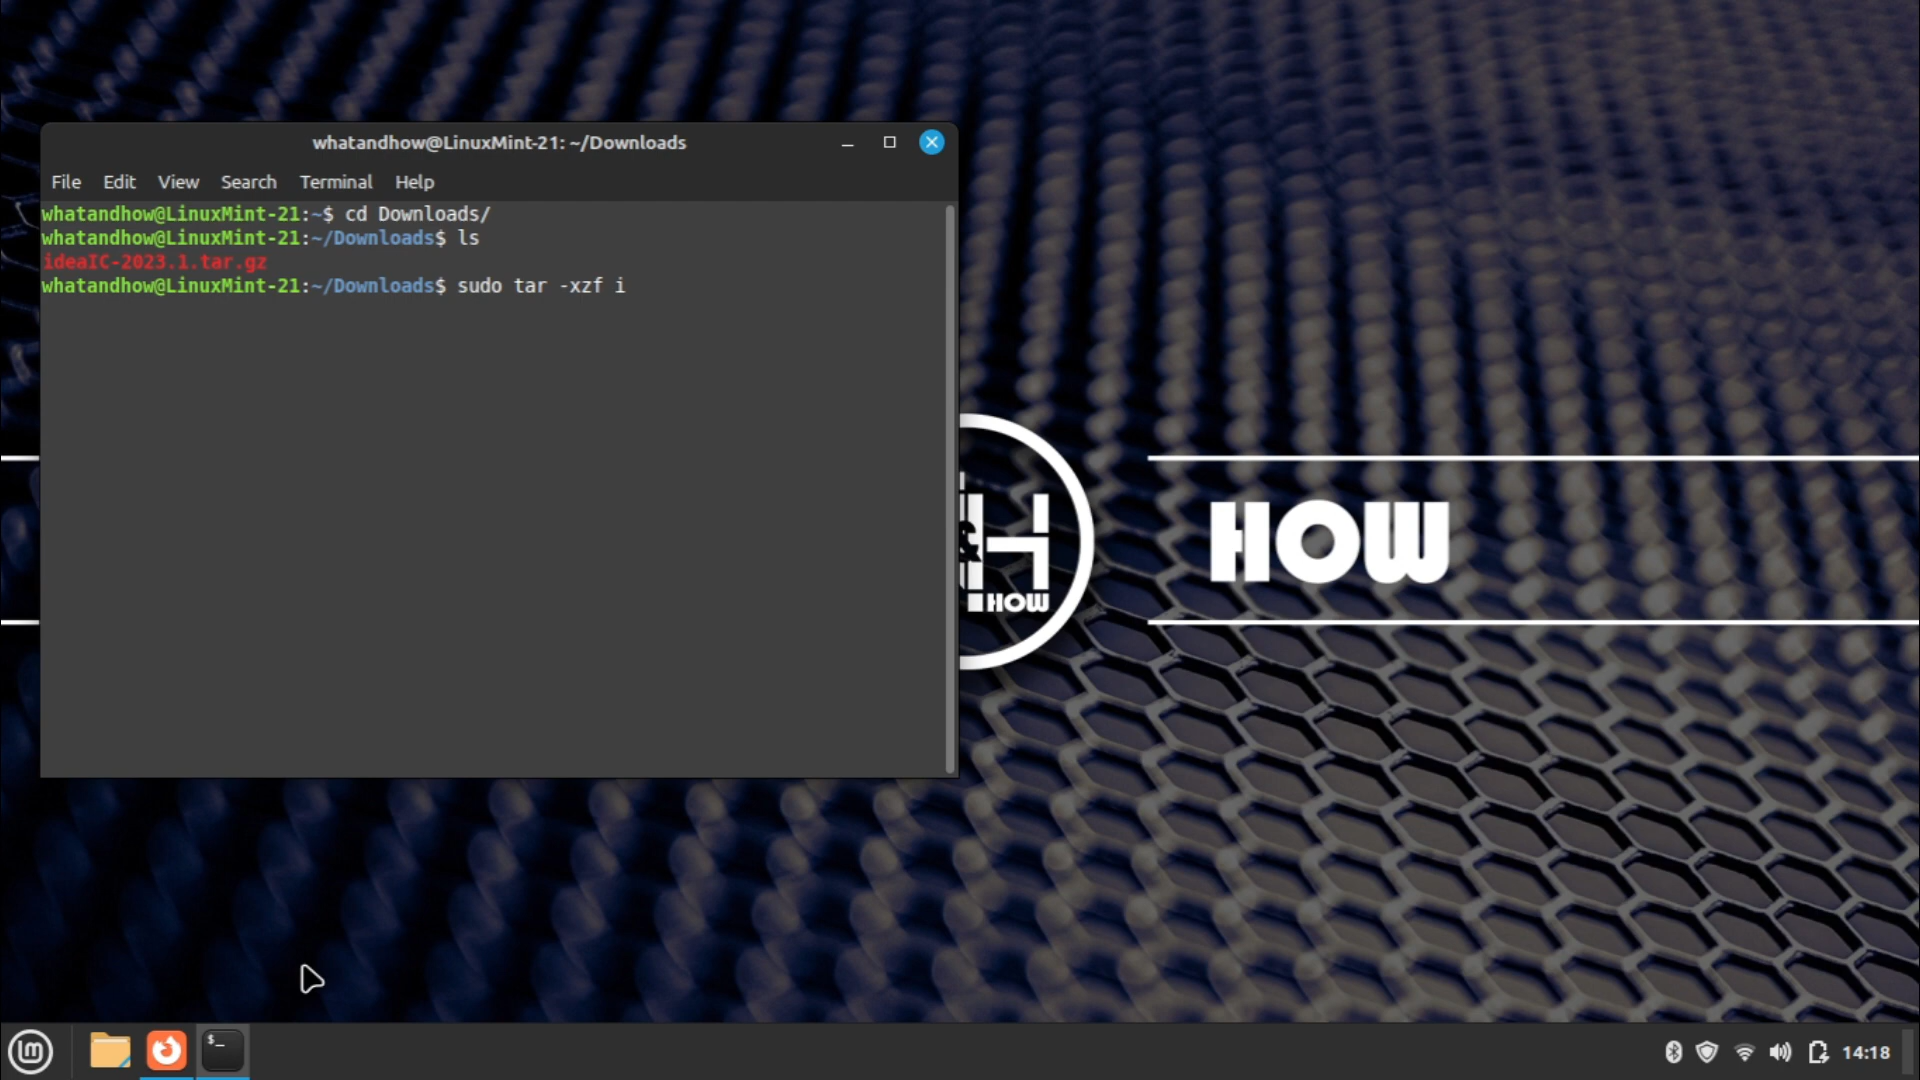 whatandhow@LinuxMint-21: ~/Downloads
File Edit View Search Terminal Help
whatandhow@LinuxMint-21:~$ cd Downloads/
whatandhow@LinuxMint-21:~/Downloads$ ls
ideaIC-2023.1.tar.gz
whatandhow@LinuxMint-21:~/Downloads$ sudo tar -xzf i
&H
HOW
HOW
$_
14:18